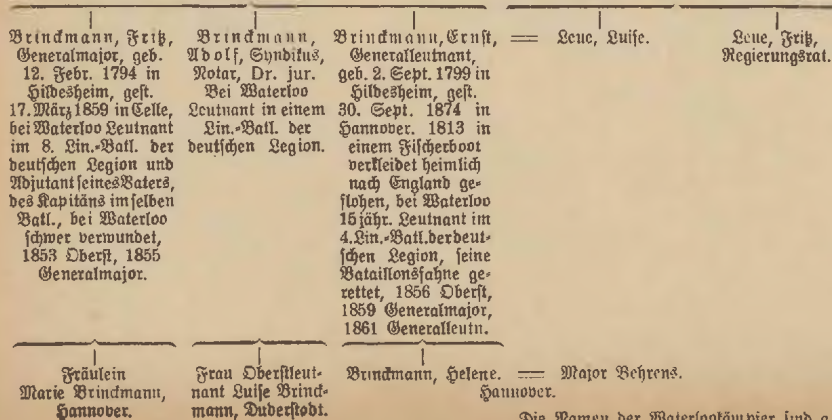 Brinckmann, Fritz,
Generalmajor, geb.
12. Febr. 1794 in
Hildesheim, gest.
17. März 1859 in Celle,
bei Waterloo Leutnant
im 8. Lin.-Batl. der
deutschen Legion und
Adjutant seines Vaters,
des Kapitäns im selben
Batl., bei Waterloo
schwer verwundet,
1853 Oberst, 1855
Generalmajor.
Brinckmann,
Adolf, Syndikus,
Notar, Dr. jur.
Bei Waterloo
Leutnant in einem
Lin.-Batl. der
deutschen Legion.
Brinckmann, Ernst,
Generalleutnant,
geb. 2. Sept. 1799 in
Hildesheim, gest.
30. Sept. 1874 in
Hannover. 1813 in
einem Fischerboot
verkleidet heimlich
nach England ge-
flohen, bei Waterloo
15jähr. Leutnant im
4. Lin.-Batl. der deut-
schen Legion, seine
Bataillonsfahne ge-
rettet, 1856 Oberst,
1859 Generalmajor,
1861 Generalleutn.
= Leue, Luise.
Leue, Fritz,
Regierungsrat.
Fräulein
Marie Brinckmann,
Hannover.
Frau Oberstleut-
nant Luise Brinck-
mann, Duderstadt.
Brinckmann, Helene. = Major Behrens.
Hannover.
Die Namen der Waterlookämpfer sind